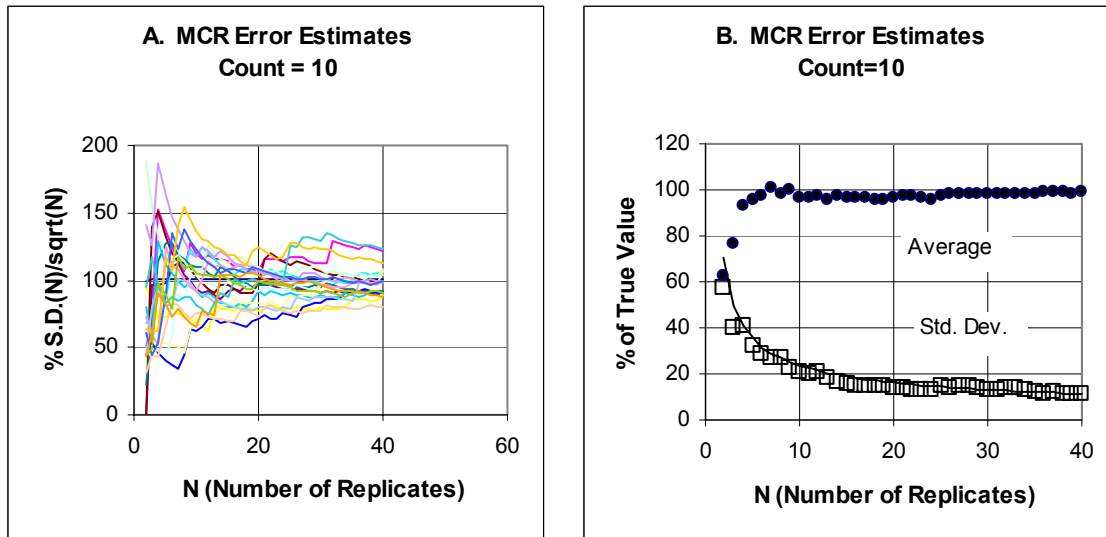 A. MCR Error Estimates
Count = 10
% S.D.(N)/sqrt(N)
200
150
100
50
0
0 20 40 60
N (Number of Replicates)
B. MCR Error Estimates
Count=10
% of True Value
120
100
80
60
40
20
0
Average
Std. Dev.
0 10 20 30 40
N (Number of Replicates)